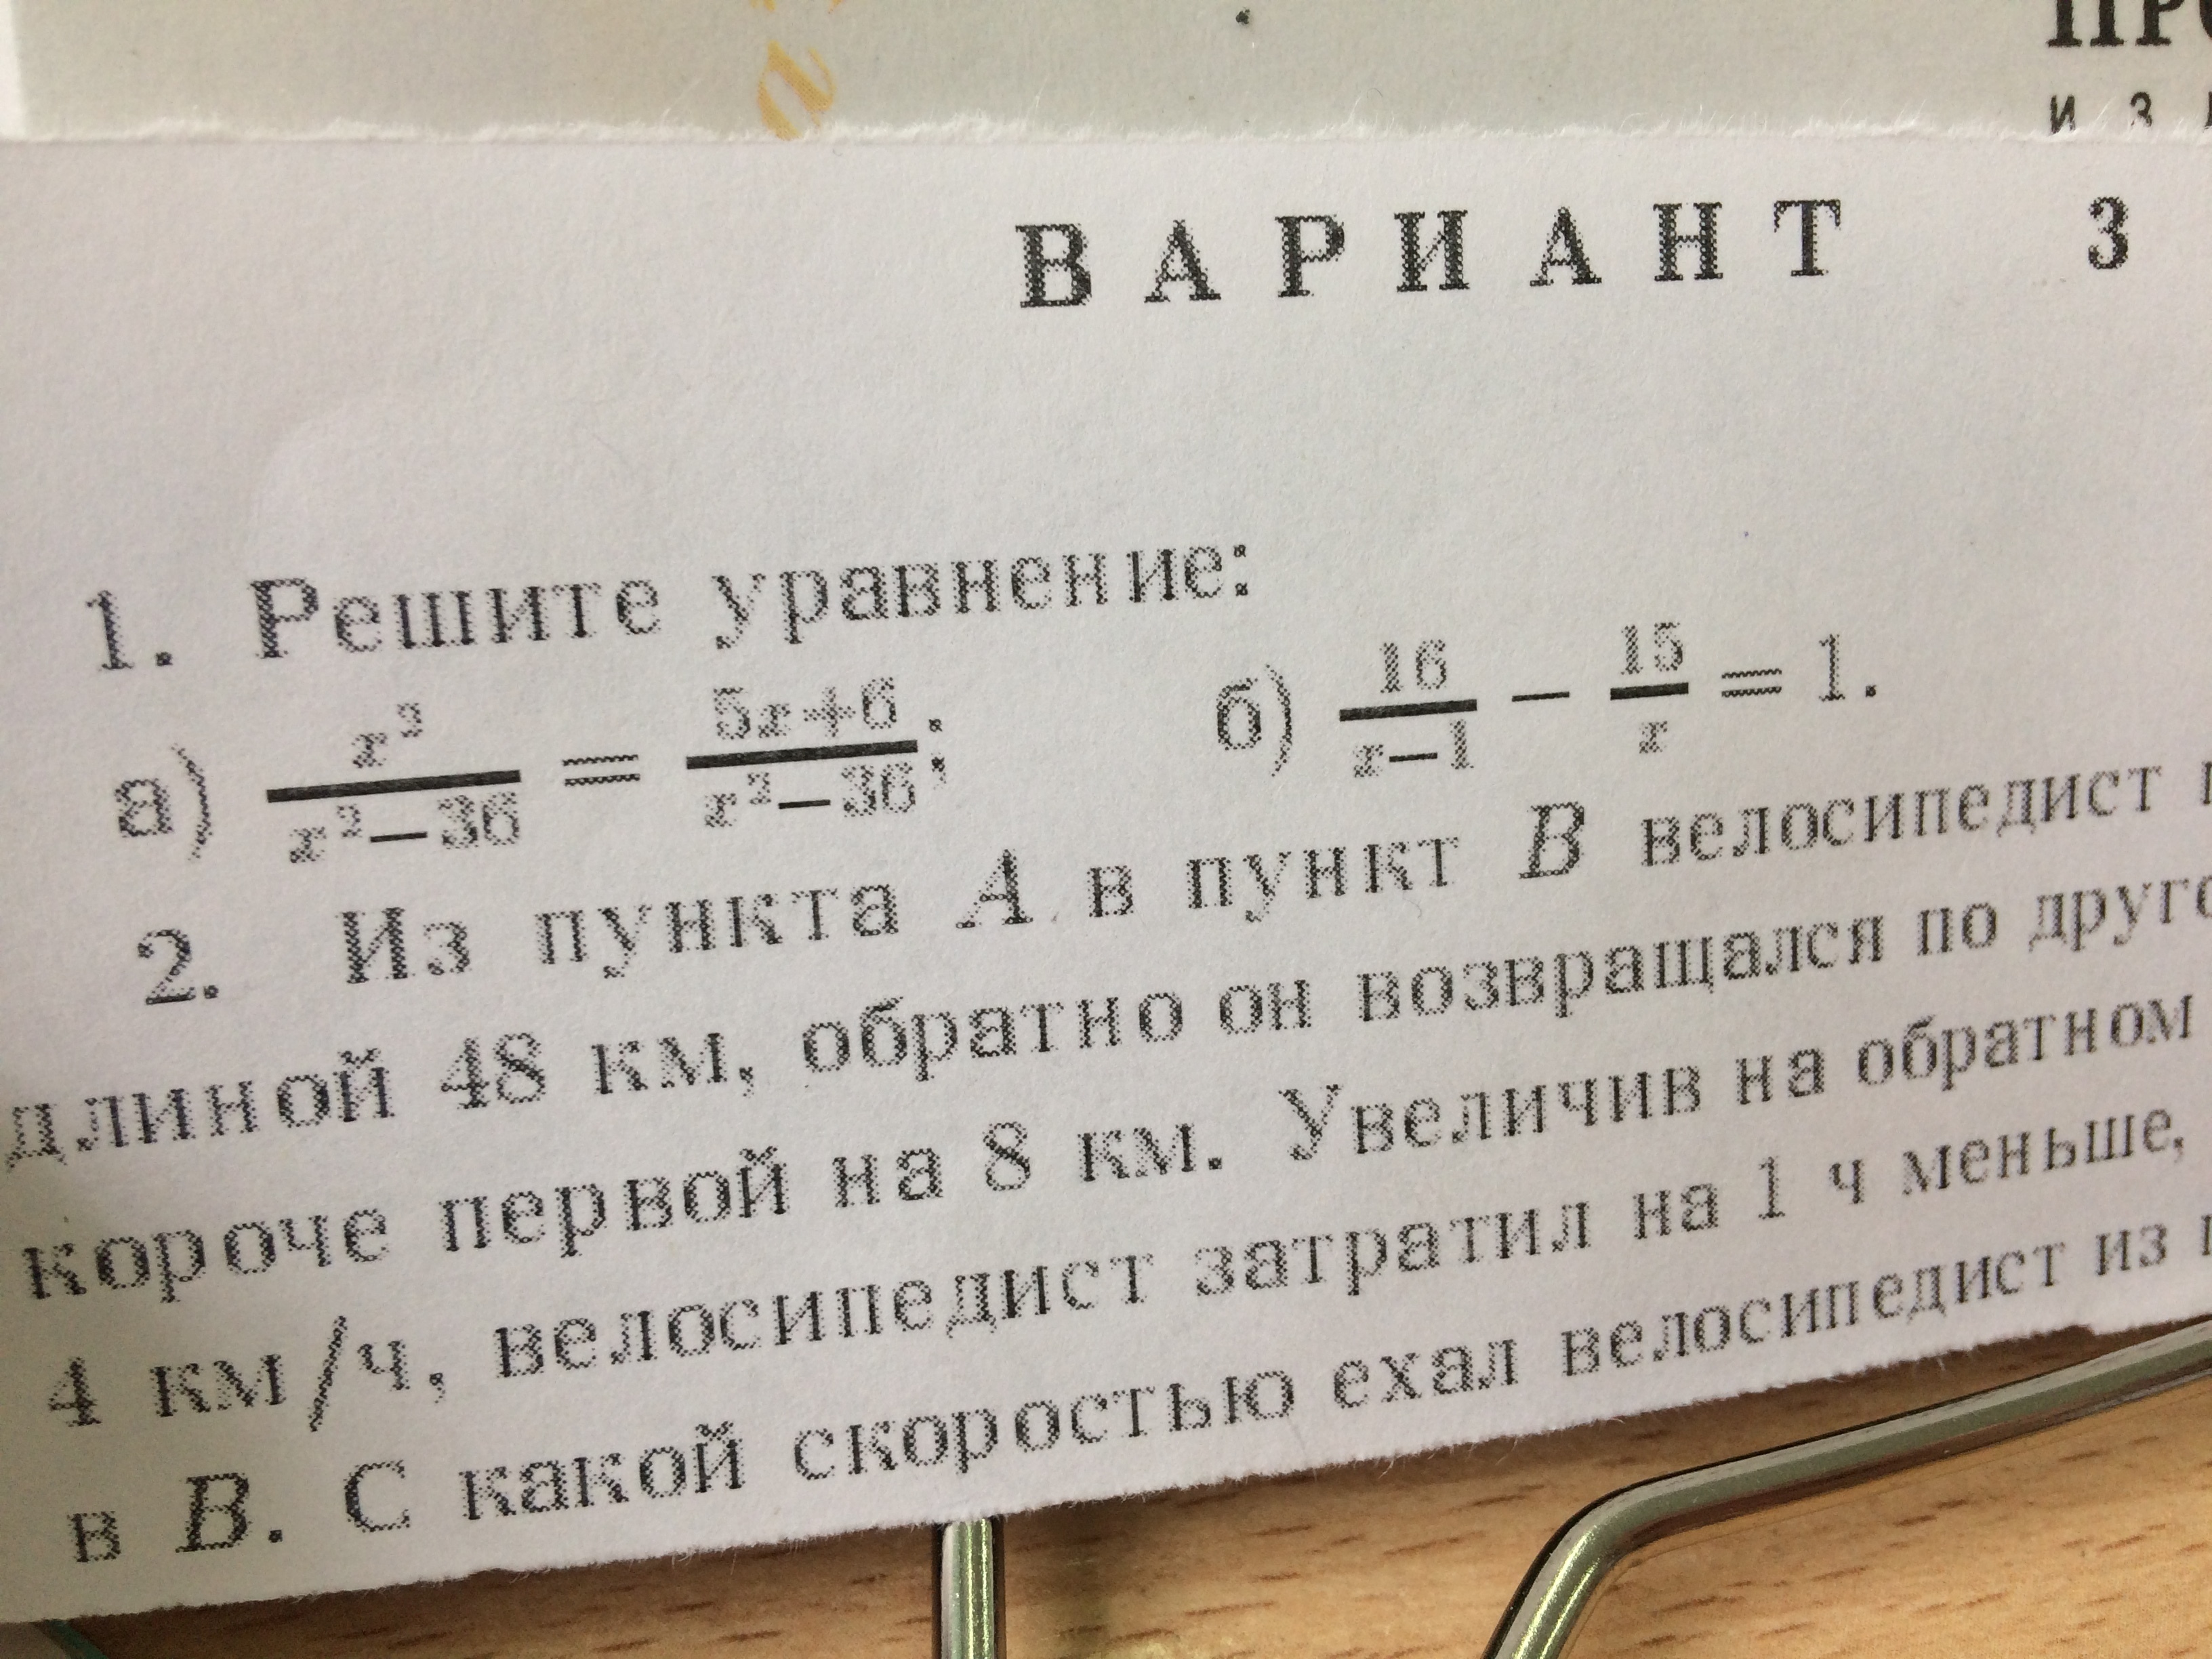 а
ПРО
ИЗ
ВАРИАНТ 3
1. Решите уравнение:
а) x²/(x²−36) = (5x+6)/(x²−36); б) 16/(x−1) − 15/x = 1.
2. Из пункта A в пункт B велосипедист
длиной 48 км, обратно он возвращался по друго
короче первой на 8 км. Увеличив на обратном
4 км/ч, велосипедист затратил на 1 ч меньше,
в B. С какой скоростью ехал велосипедист из